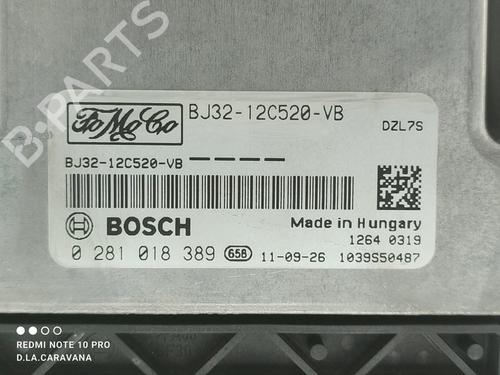 B-PARTS
FoMoCo
BJ32-12C520-VB
DZL7S
BJ32-12C520-VB — — — —
BOSCH
Made in Hungary
1264 0319
0 281 018 389 658 11-09-26 1039S50487
REDMI NOTE 10 PRO
D.L.A.CARAVANA